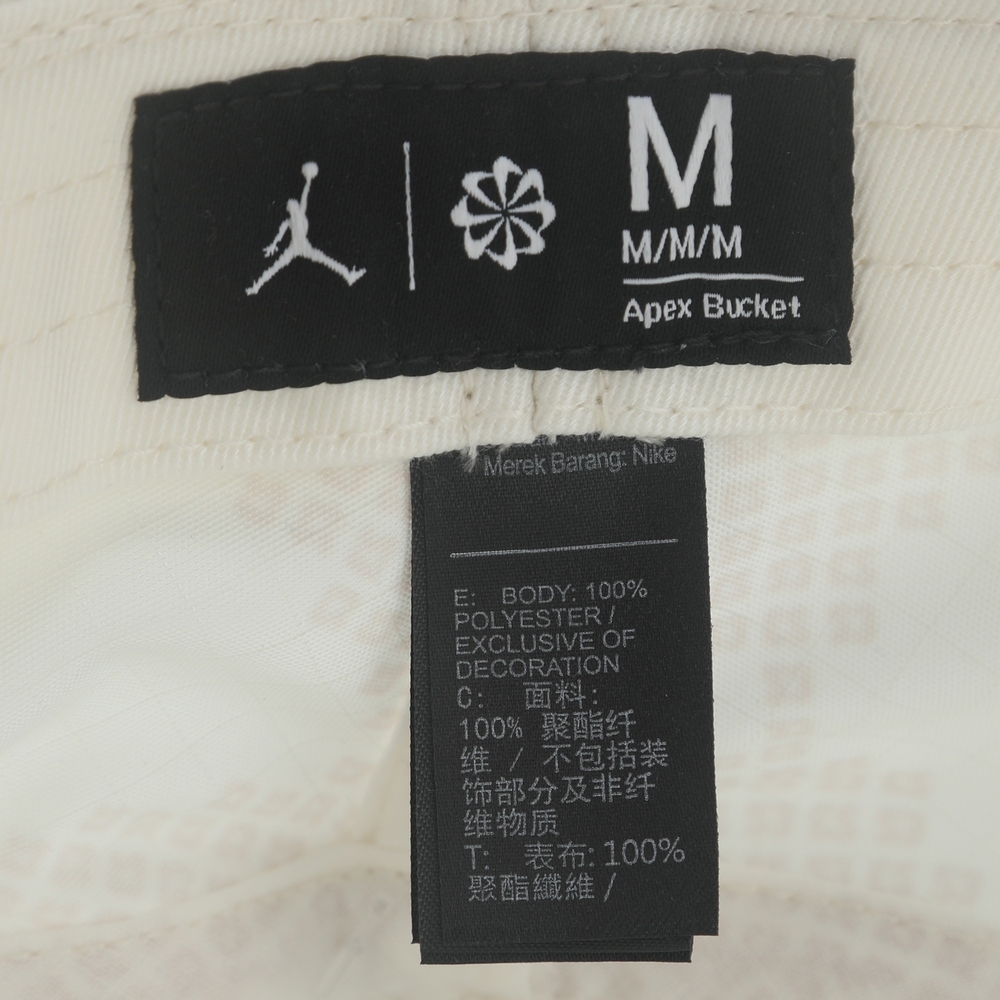 M
M/M/M
Apex Bucket
Merek Barang: Nike
E: BODY: 100%
POLYESTER /
EXCLUSIVE OF
DECORATION
C: 面料:
100% 聚酯纤
维 / 不包括装
饰部分及非纤
维物质
T: 表布: 100%
聚酯纖維 /